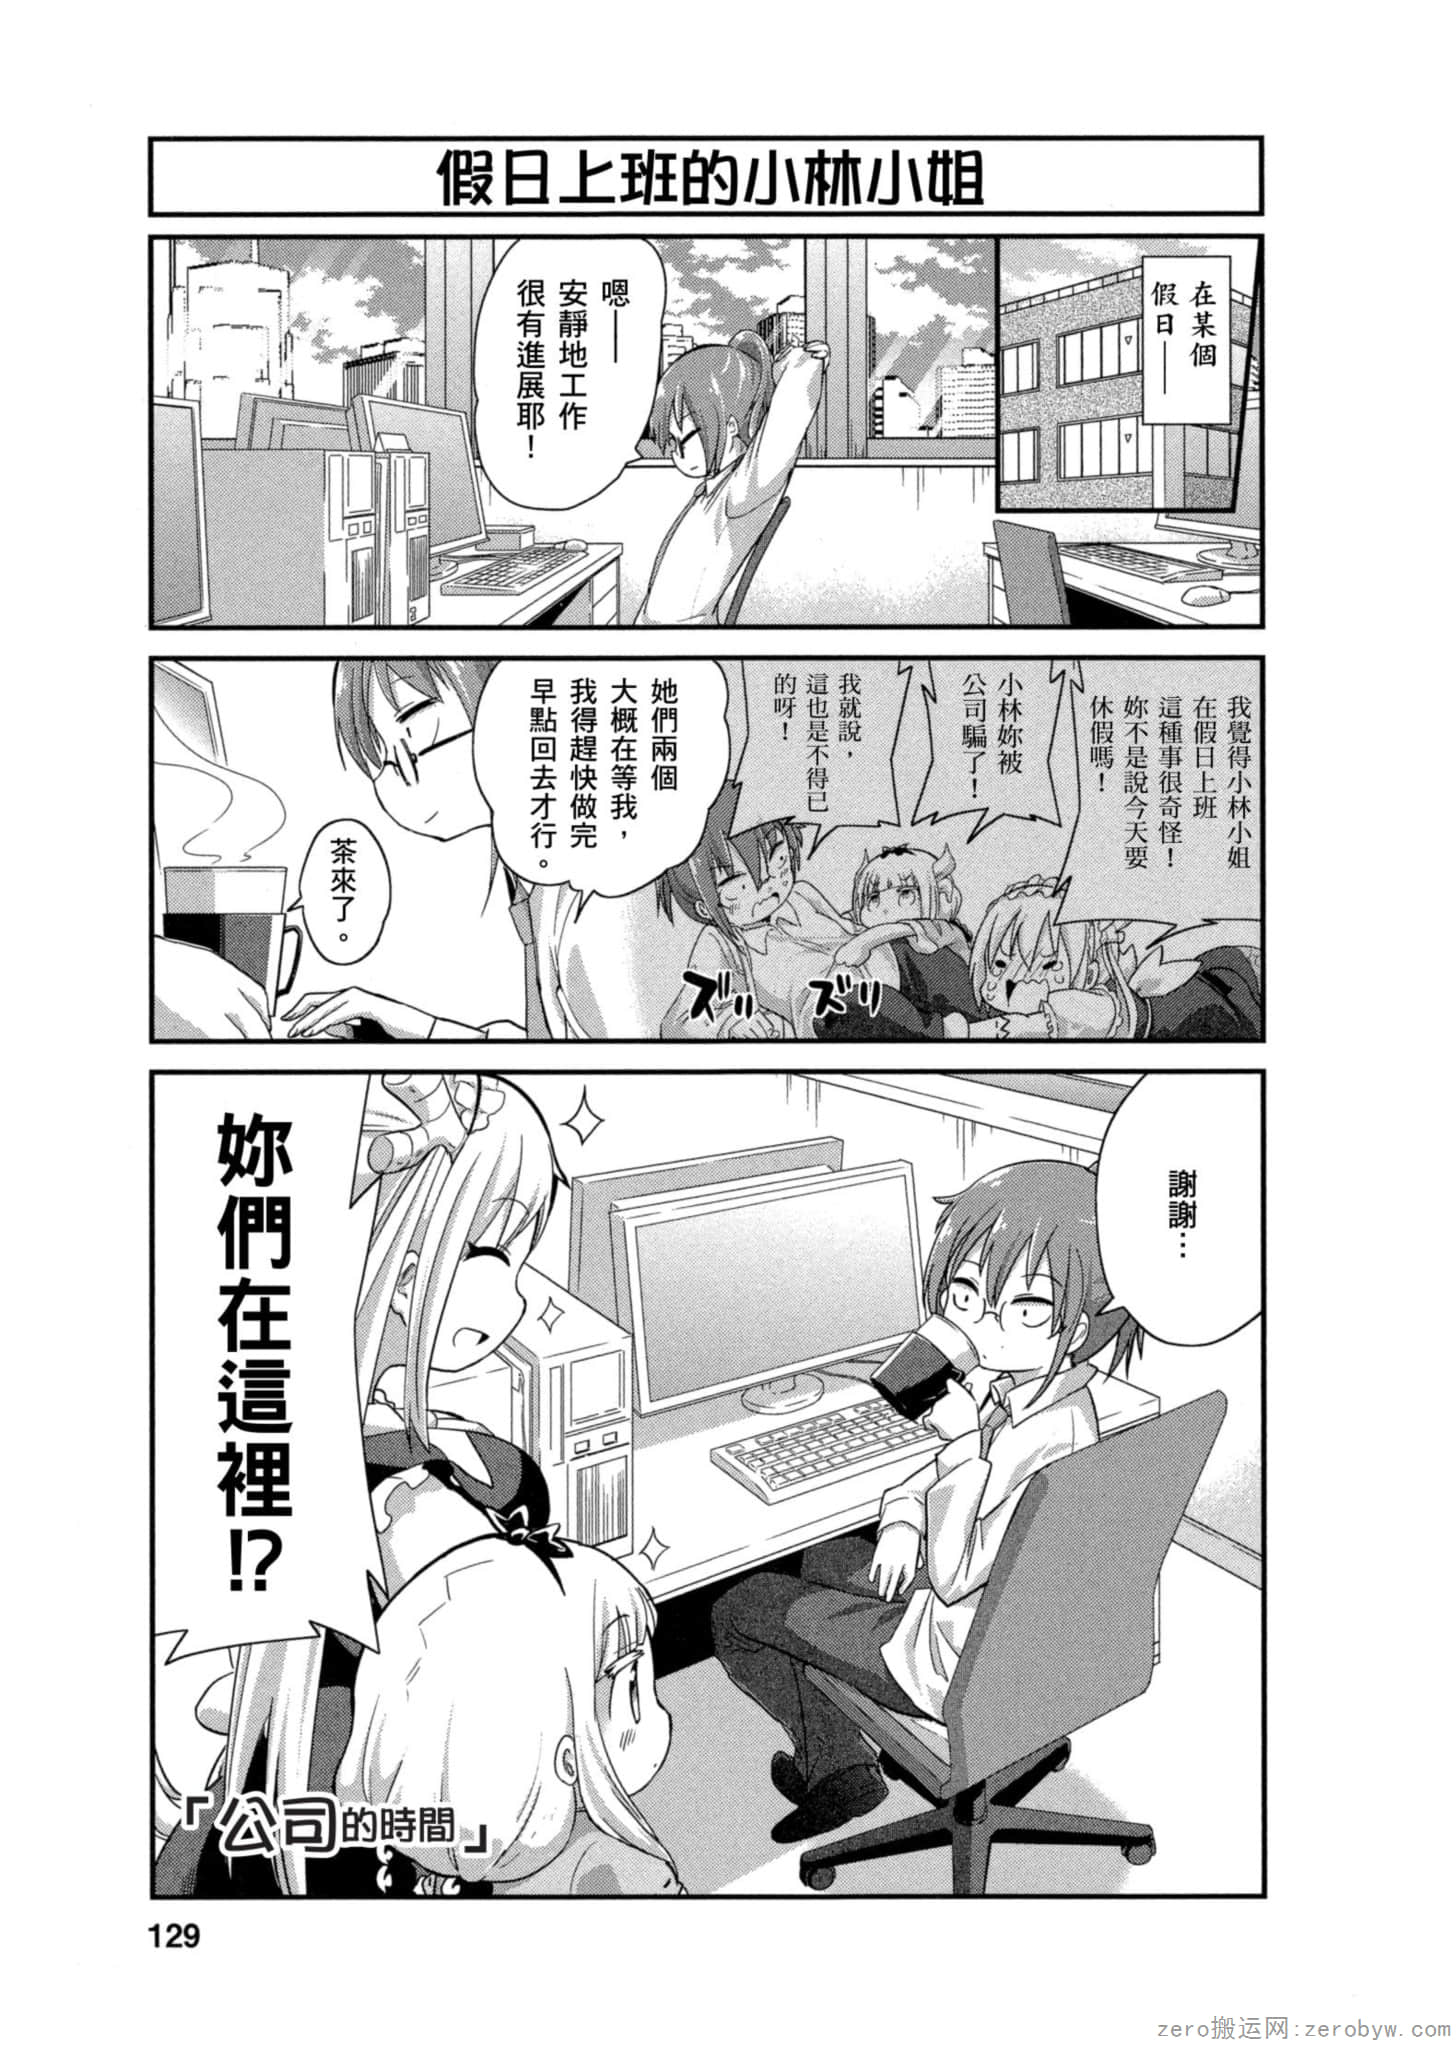 假日上班的小林小姐
在某個
假日——
嗯——
安靜地工作
很有進展耶！
我覺得小林小姐
在假日上班
這種事很奇怪！
妳不是說今天要
休假嗎！
小林妳被
公司騙了！
我就說，
這也是不得已
的呀！
ズリ
ズリ
她們兩個
大概在等我，
我得趕快做完
早點回去才行。
茶來了。
謝謝…
妳們在這裡!?
「公司的時間」
129
zero搬运网:zerobyw.com